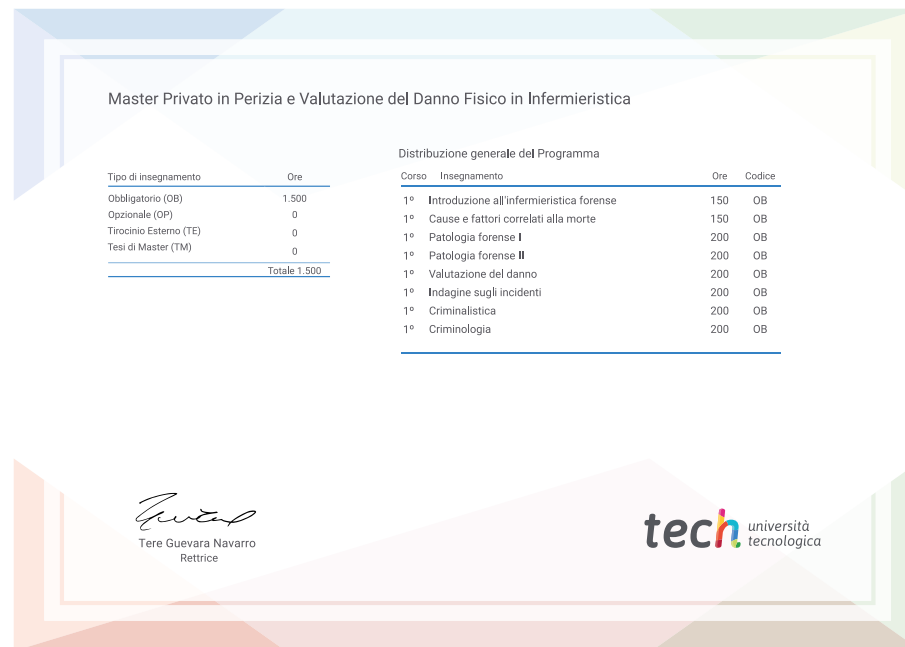 Master Privato in Perizia e Valutazione del Danno Fisico in Infermieristica
Tipo di insegnamento Ore
Obbligatorio (OB) 1.500
Opzionale (OP) 0
Tirocinio Esterno (TE) 0
Tesi di Master (TM) 0
Totale 1.500
Distribuzione generale del Programma
Corso Insegnamento Ore Codice
1º Introduzione all'infermieristica forense 150 OB
1º Cause e fattori correlati alla morte 150 OB
1º Patologia forense I 200 OB
1º Patologia forense II 200 OB
1º Valutazione del danno 200 OB
1º Indagine sugli incidenti 200 OB
1º Criminalistica 200 OB
1º Criminologia 200 OB
Tere Guevara Navarro
Rettrice
tech università
tecnologica